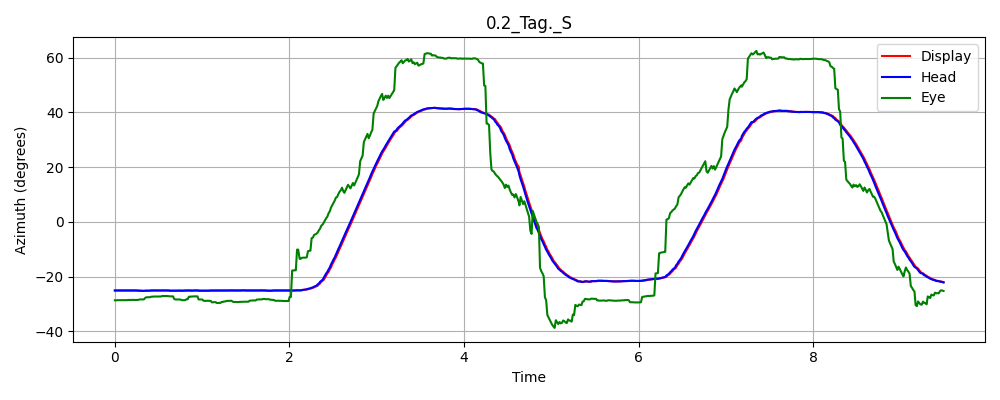 0.2_Tag._S
Display
Head
Eye
Azimuth (degrees)
60
40
20
0
−20
−40
0 2 4 6 8
Time